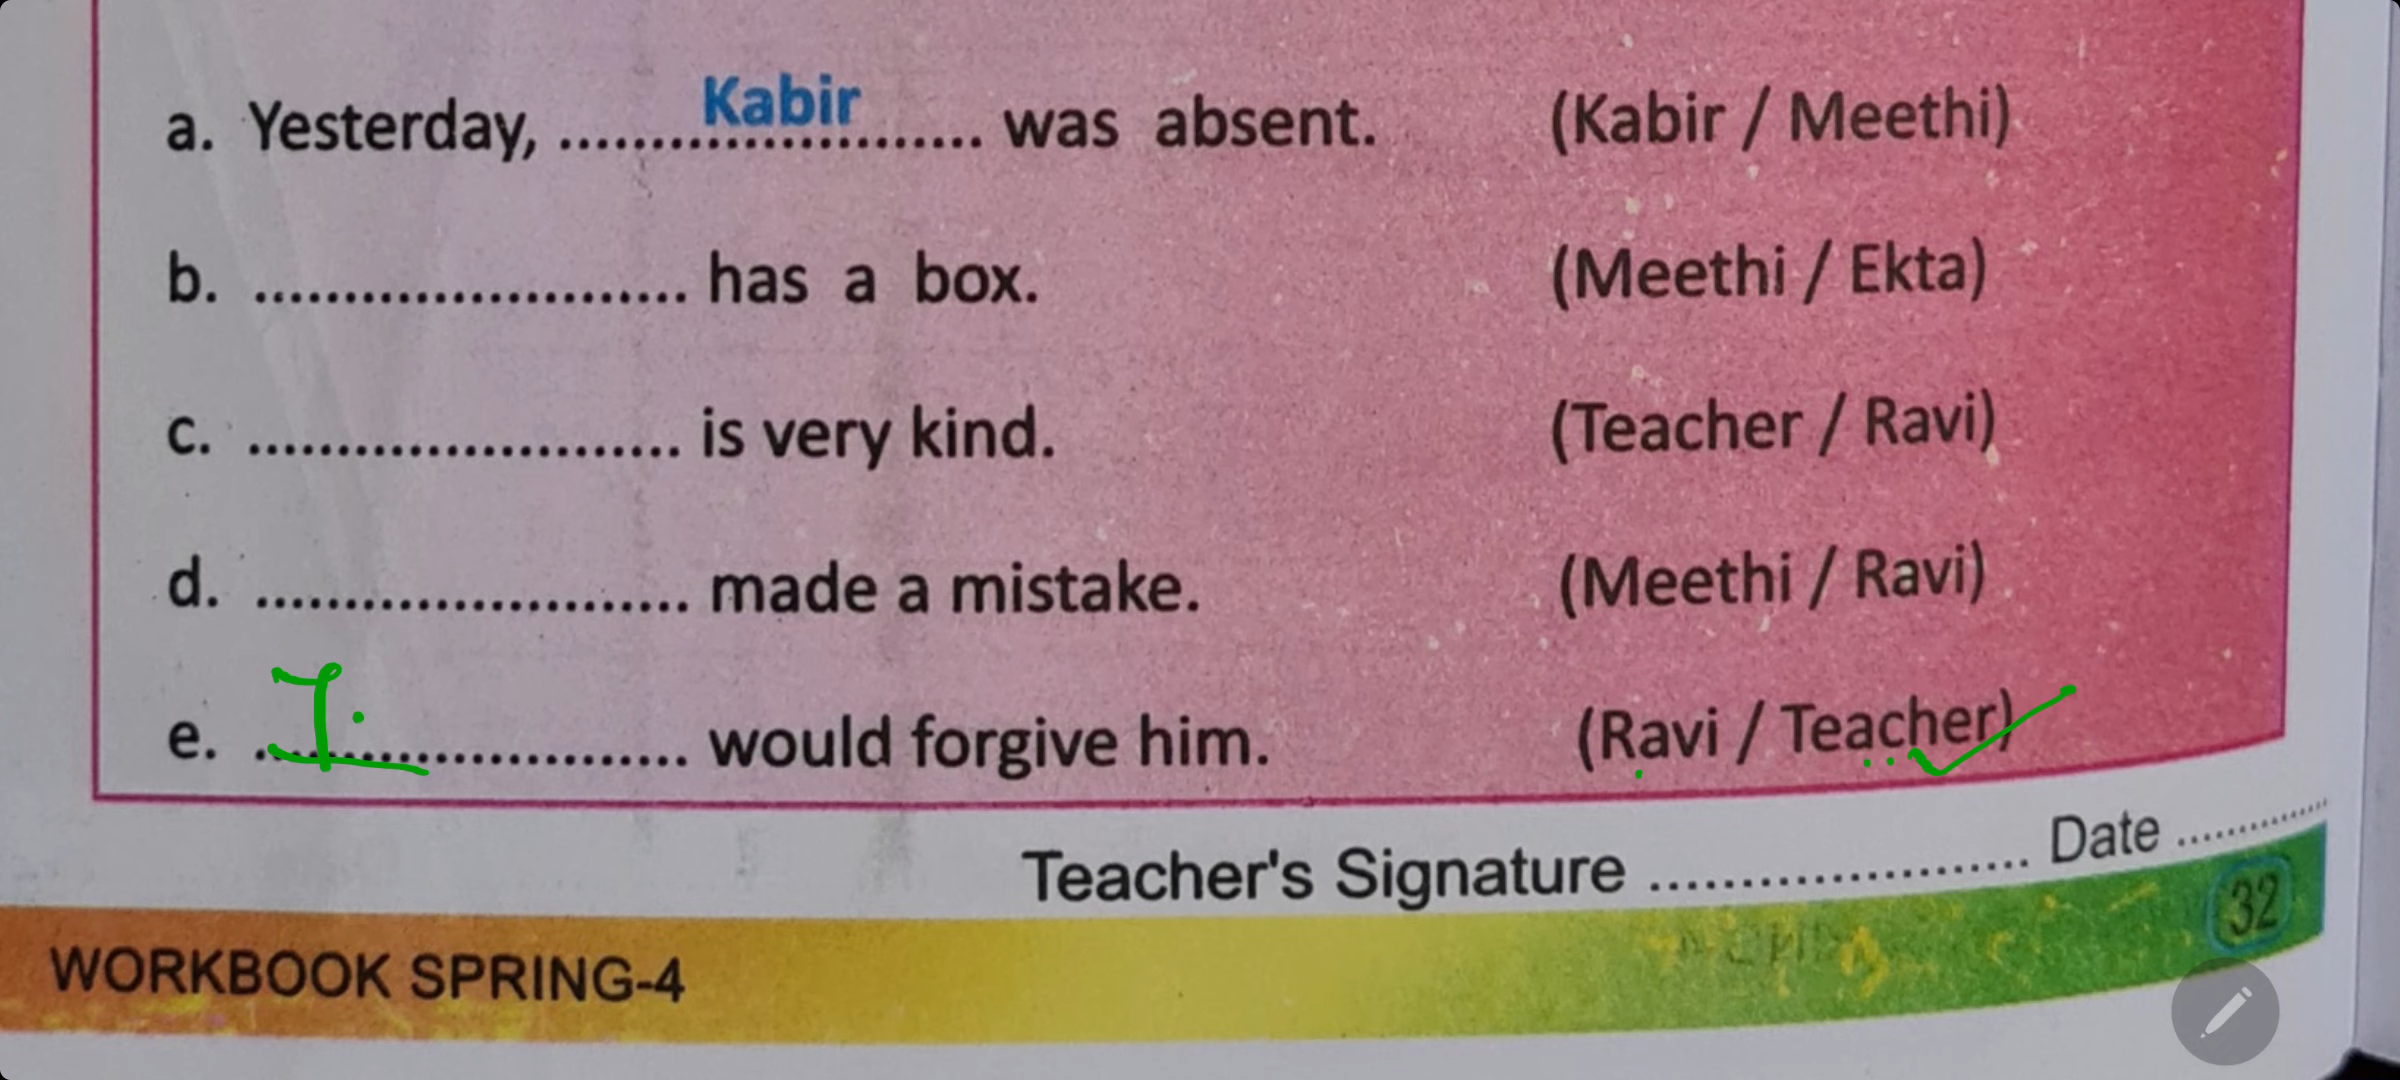 a. Yesterday, ....................... was absent. (Kabir / Meethi)
Kabir
b. ........................ has a box. (Meethi / Ekta)
c. ........................ is very kind. (Teacher / Ravi)
d. ........................ made a mistake. (Meethi / Ravi)
e. T. ........................ would forgive him. (Ravi / Teacher)
Teacher's Signature ...................... Date ..............
WORKBOOK SPRING-4
32